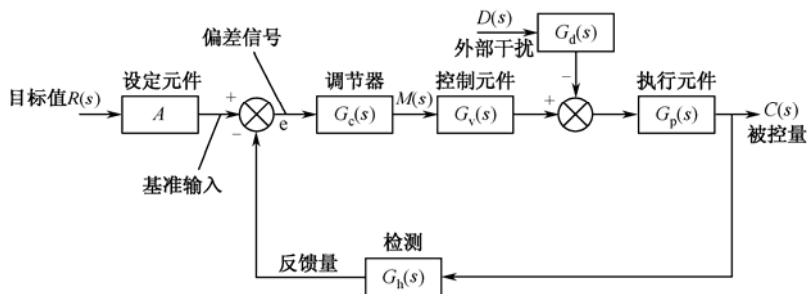 D(s)
外部干扰
G_d(s)
偏差信号
设定元件
调节器
控制元件
执行元件
目标值R(s)
A
+
−
e
G_c(s)
M(s)
G_v(s)
+
−
G_p(s)
C(s)
被控量
基准输入
检测
反馈量
G_h(s)